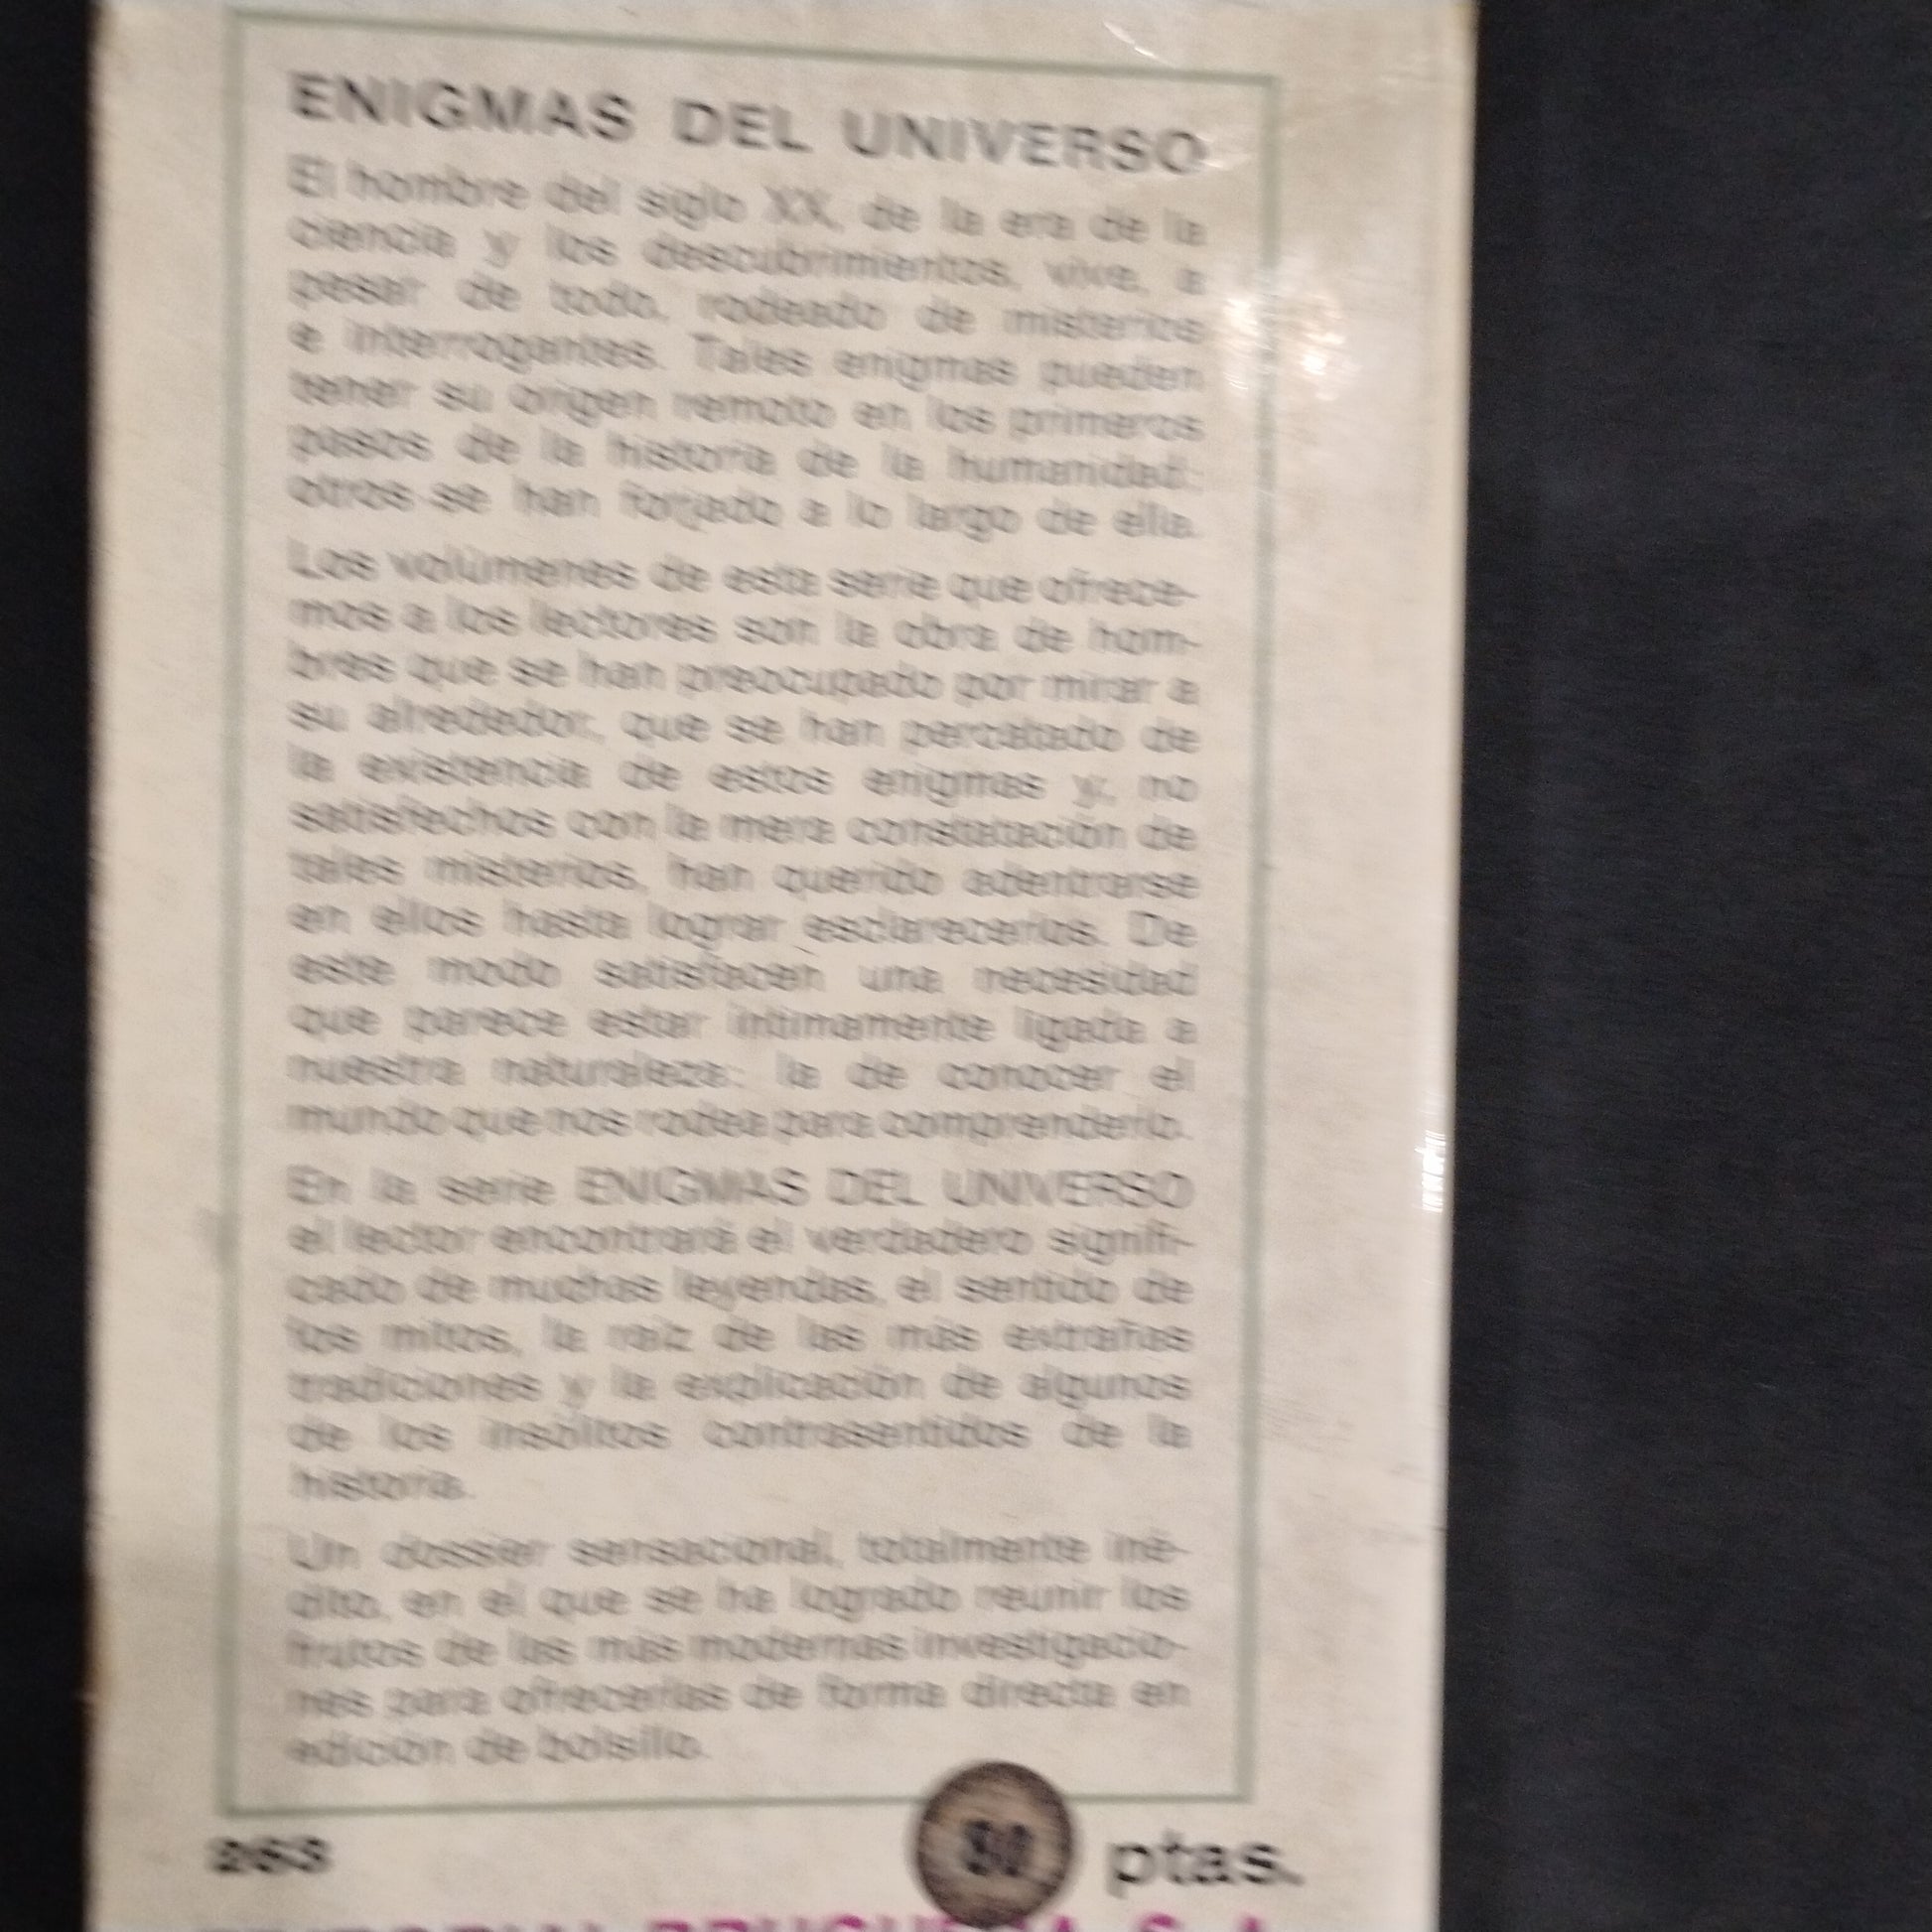 ENIGMAS DEL UNIVERSO
El hombre del siglo XX, de la era de la
ciencia y los descubrimientos, vive, a
pesar de todo, rodeado de misterios
e interrogantes. Tales enigmas pueden
tener su origen remoto en los primeros
pasos de la historia de la humanidad;
otros se han forjado a lo largo de ella.
Los volúmenes de esta serie que ofrece-
mos a los lectores son la obra de hom-
bres que se han preocupado por mirar a
su alrededor, que se han percatado de
la existencia de estos enigmas y, no
satisfechos con la mera constatación de
tales misterios, han querido adentrarse
en ellos hasta lograr esclarecerlos. De
este modo satisfacen una necesidad
que parece estar íntimamente ligada a
nuestra naturaleza: la de conocer el
mundo que nos rodea para comprenderlo.
En la serie ENIGMAS DEL UNIVERSO
el lector encontrará el verdadero signifi-
cado de muchas leyendas, el sentido de
los mitos, la raíz de las más extrañas
tradiciones y la explicación de algunos
de los insólitos contrasentidos de la
historia.
Un dossier sensacional, totalmente iné-
dito, en el que se ha logrado reunir los
frutos de las más modernas investigacio-
nes para ofrecerlas de forma directa en
edición de bolsillo.
263
ptas.
EDITORIAL BRUGUERA, S. A.